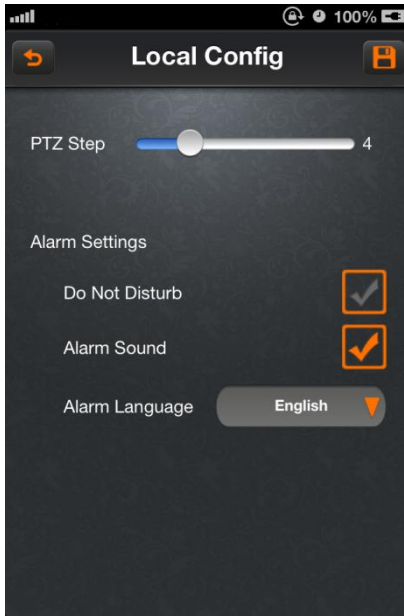 100%
Local Config
PTZ Step 4
Alarm Settings
Do Not Disturb
Alarm Sound
Alarm Language English